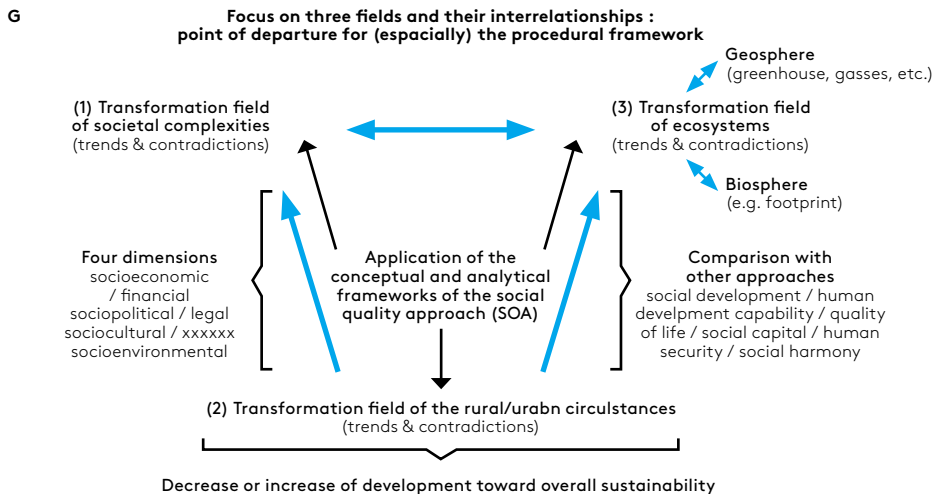 G
Focus on three fields and their interrelationships :
point of departure for (espacially) the procedural framework
Geosphere
(greenhouse, gasses, etc.)
(1) Transformation field
of societal complexities
(trends & contradictions)
(3) Transformation field
of ecosystems
(trends & contradictions)
Biosphere
(e.g. footprint)
Four dimensions
socioeconomic
/ financial
sociopolitical / legal
sociocultural / xxxxxx
socioenvironmental
Application of the
conceptual and analytical
frameworks of the social
quality approach (SOA)
Comparison with
other approaches
social development / human
develpment capability / quality
of life / social capital / human
security / social harmony
(2) Transformation field of the rural/urabn circulstances
(trends & contradictions)
Decrease or increase of development toward overall sustainability